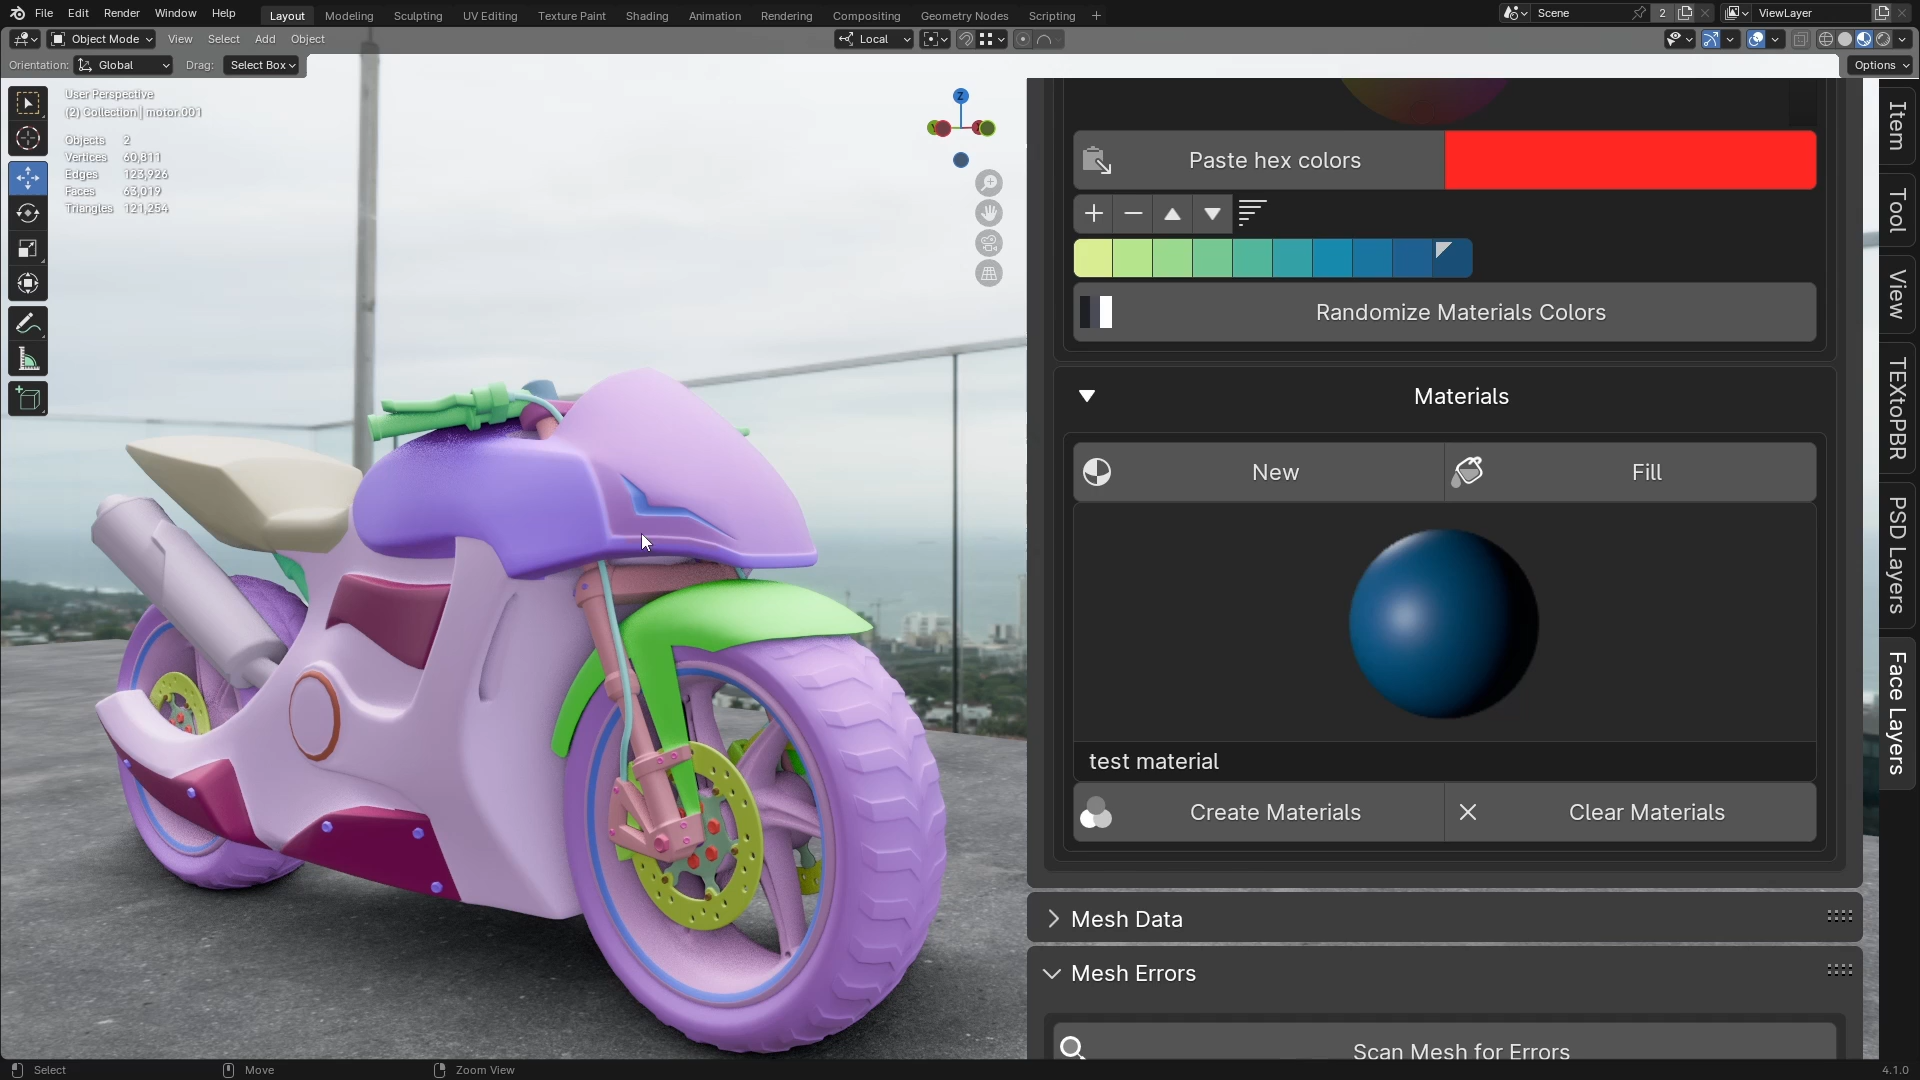 File Edit Render Window Help Layout Modeling Sculpting UV Editing Texture Paint Shading Animation Rendering Compositing Geometry Nodes Scripting + Scene 2 ViewLayer
Object Mode View Select Add Object Local
Orientation: Global Drag: Select Box Options
User Perspective
(2) Collection | motor.001
Objects 2
Vertices 60,811
Edges 123,926
Faces 63,019
Triangles 121,254
Z
Paste hex colors
Randomize Materials Colors
Materials
New Fill
test material
Create Materials Clear Materials
Mesh Data
Mesh Errors
Scan Mesh for Errors
Item
Tool
View
TEXtoPBR
PSD Layers
Face Layers
Select Move Zoom View 4.1.0